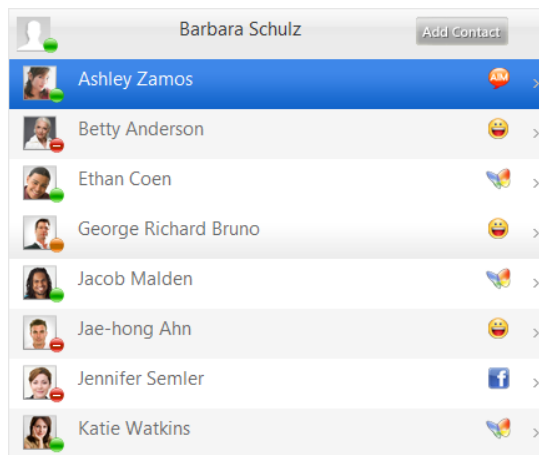 Barbara Schulz Add Contact
Ashley Zamos AIM
Betty Anderson
Ethan Coen
George Richard Bruno
Jacob Malden
Jae-hong Ahn
Jennifer Semler f
Katie Watkins